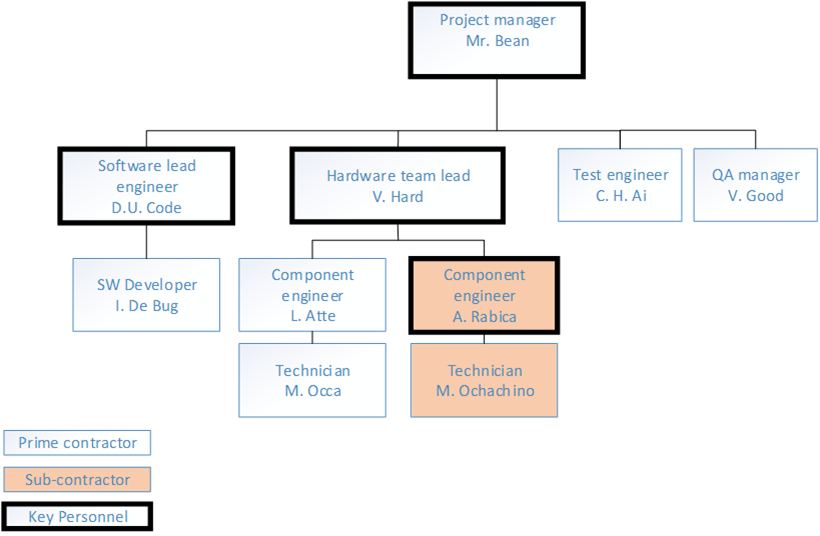 Project manager
Mr. Bean
Software lead
engineer
D.U. Code
Hardware team lead
V. Hard
Test engineer
C. H. Ai
QA manager
V. Good
SW Developer
I. De Bug
Component
engineer
L. Atte
Component
engineer
A. Rabica
Technician
M. Occa
Technician
M. Ochachino
Prime contractor
Sub-contractor
Key Personnel